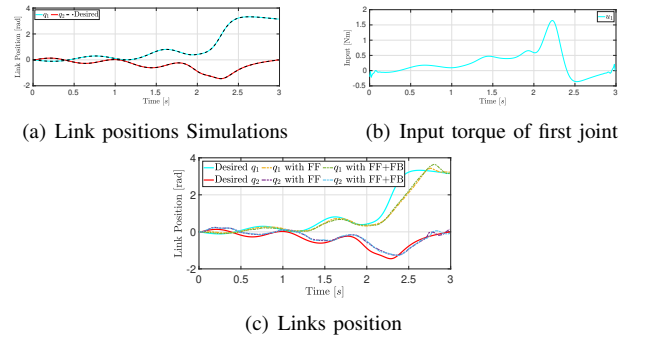 q₁ q₂ Desired
Link Position [rad]
4
2
0
-2
0 0.5 1 1.5 2 2.5 3
Time [s]
(a) Link positions Simulations
u₁
Input [Nm]
2
1.5
1
0.5
0
-0.5
0 0.5 1 1.5 2 2.5 3
Time [s]
(b) Input torque of first joint
Desired q₁ q₁ with FF q₁ with FF+FB
Desired q₂ q₂ with FF q₂ with FF+FB
Link Position [rad]
4
2
0
-2
0 0.5 1 1.5 2 2.5 3
Time [s]
(c) Links position